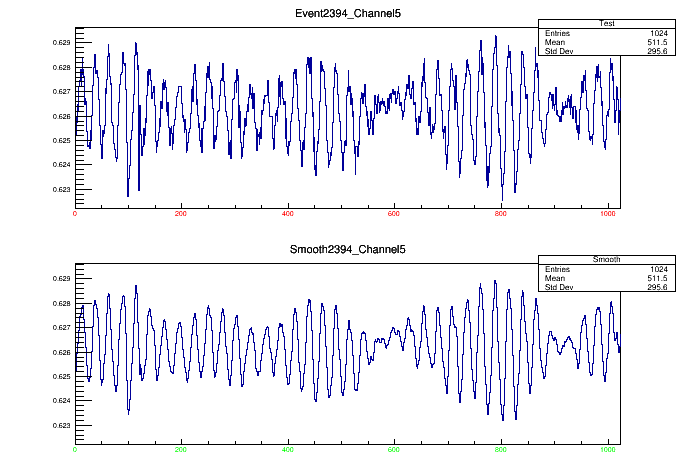 Event2394_Channel5
Test
Entries 1024
Mean 511.5
Std Dev 295.6
0.629
0.628
0.627
0.626
0.625
0.624
0.623
0 200 400 600 800 1000
Smooth2394_Channel5
Smooth
Entries 1024
Mean 511.5
Std Dev 295.6
0.629
0.628
0.627
0.626
0.625
0.624
0.623
0 200 400 600 800 1000